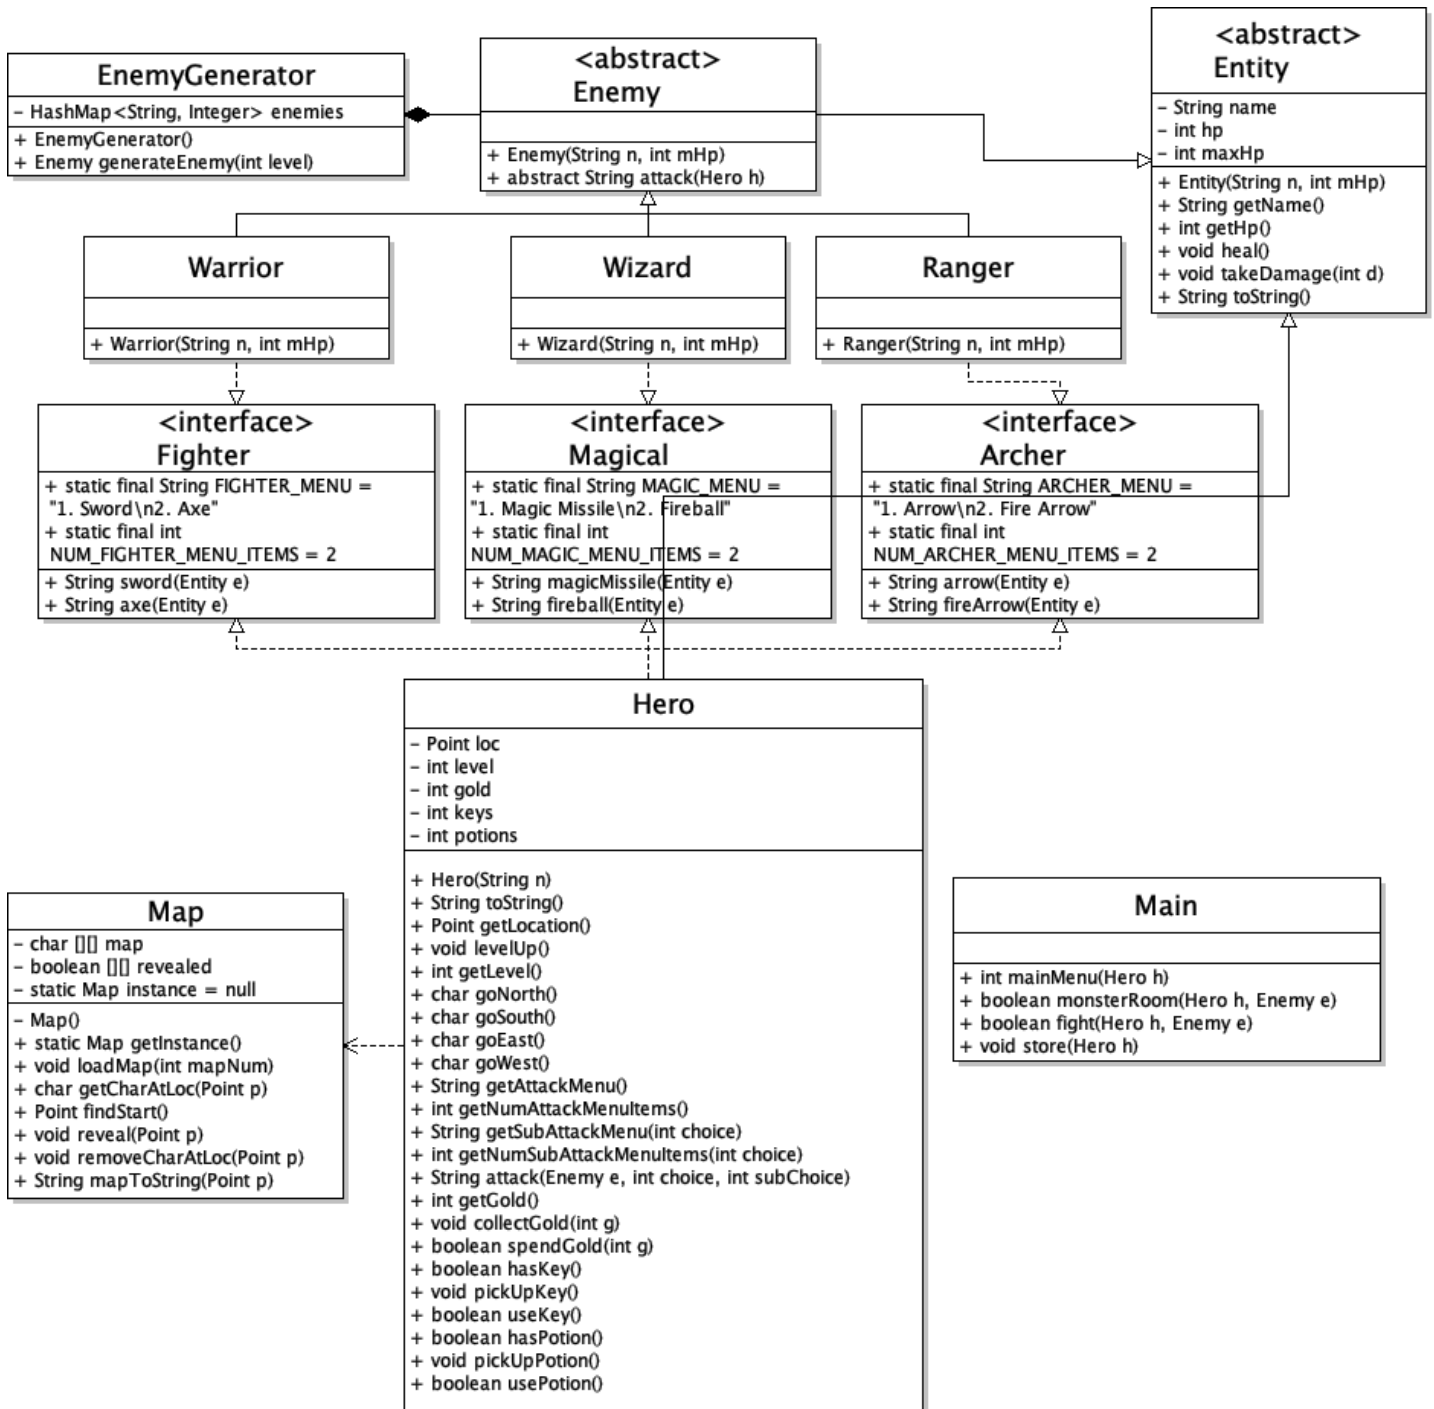 EnemyGenerator
- HashMap<String, Integer> enemies
+ EnemyGenerator()
+ Enemy generateEnemy(int level)
<abstract>
Enemy
+ Enemy(String n, int mHp)
+ abstract String attack(Hero h)
<abstract>
Entity
- String name
- int hp
- int maxHp
+ Entity(String n, int mHp)
+ String getName()
+ int getHp()
+ void heal()
+ void takeDamage(int d)
+ String toString()
Warrior
+ Warrior(String n, int mHp)
Wizard
+ Wizard(String n, int mHp)
Ranger
+ Ranger(String n, int mHp)
<interface>
Fighter
+ static final String FIGHTER_MENU =
"1. Sword\n2. Axe"
+ static final int
NUM_FIGHTER_MENU_ITEMS = 2
+ String sword(Entity e)
+ String axe(Entity e)
<interface>
Magical
+ static final String MAGIC_MENU =
"1. Magic Missile\n2. Fireball"
+ static final int
NUM_MAGIC_MENU_ITEMS = 2
+ String magicMissile(Entity e)
+ String fireball(Entity e)
<interface>
Archer
+ static final String ARCHER_MENU =
"1. Arrow\n2. Fire Arrow"
+ static final int
NUM_ARCHER_MENU_ITEMS = 2
+ String arrow(Entity e)
+ String fireArrow(Entity e)
Hero
- Point loc
- int level
- int gold
- int keys
- int potions
+ Hero(String n)
+ String toString()
+ Point getLocation()
+ void levelUp()
+ int getLevel()
+ char goNorth()
+ char goSouth()
+ char goEast()
+ char goWest()
+ String getAttackMenu()
+ int getNumAttackMenuItems()
+ String getSubAttackMenu(int choice)
+ int getNumSubAttackMenuItems(int choice)
+ String attack(Enemy e, int choice, int subChoice)
+ int getGold()
+ void collectGold(int g)
+ boolean spendGold(int g)
+ boolean hasKey()
+ void pickUpKey()
+ boolean useKey()
+ boolean hasPotion()
+ void pickUpPotion()
+ boolean usePotion()
Map
- char [][] map
- boolean [][] revealed
- static Map instance = null
- Map()
+ static Map getInstance()
+ void loadMap(int mapNum)
+ char getCharAtLoc(Point p)
+ Point findStart()
+ void reveal(Point p)
+ void removeCharAtLoc(Point p)
+ String mapToString(Point p)
Main
+ int mainMenu(Hero h)
+ boolean monsterRoom(Hero h, Enemy e)
+ boolean fight(Hero h, Enemy e)
+ void store(Hero h)